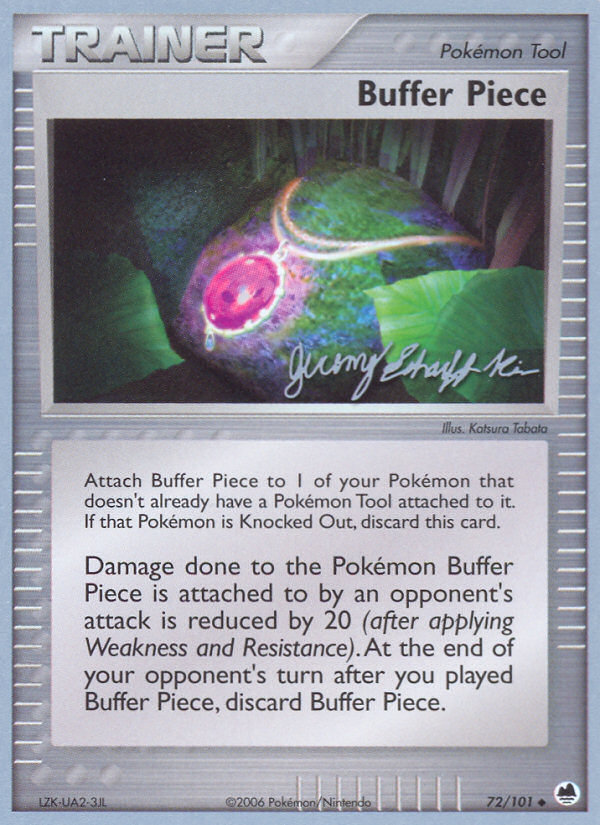 TRAINER
Pokémon Tool
Buffer Piece
Jeremy Scharff-Kim
Illus. Katsura Tabata
Attach Buffer Piece to 1 of your Pokémon that
doesn't already have a Pokémon Tool attached to it.
If that Pokémon is Knocked Out, discard this card.
Damage done to the Pokémon Buffer
Piece is attached to by an opponent's
attack is reduced by 20 (after applying
Weakness and Resistance). At the end of
your opponent's turn after you played
Buffer Piece, discard Buffer Piece.
LZK-UA2-3JL
©2006 Pokémon/Nintendo
72/101